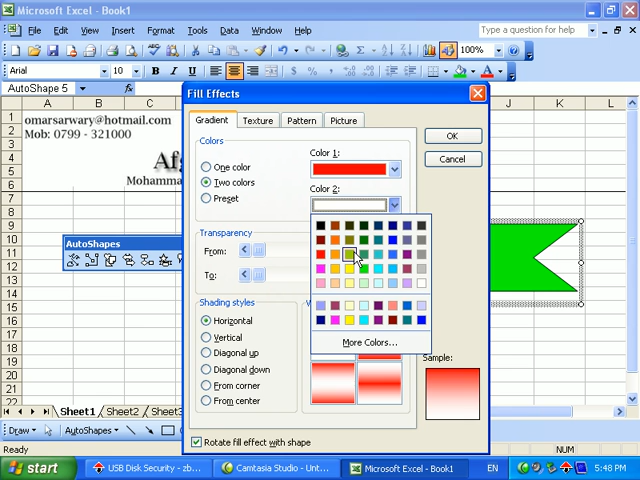 Microsoft Excel - Book1
File Edit View Insert Format Tools Data Window Help
Type a question for help
100%
Arial 10 B I U
AutoShape 5 fx
A B C J K L
1
2
3
4
5
6
7
8
9
10
11
12
13
14
15
16
17
18
19
20
21
22
omarsarwary@hotmail.com
Mob: 0799 - 321000
Af
Mohamma
AutoShapes
Fill Effects
Gradient Texture Pattern Picture
OK
Cancel
Colors
One color
Two colors
Preset
Color 1:
Color 2:
More Colors...
Transparency
From:
To:
Shading styles
Horizontal
Vertical
Diagonal up
Diagonal down
From corner
From center
Sample:
Rotate fill effect with shape
Sheet1 Sheet2 Sheet3
Draw AutoShapes
Ready NUM
start USB Disk Security - zb... Camtasia Studio - Unt... Microsoft Excel - Book1 EN 5:48 PM